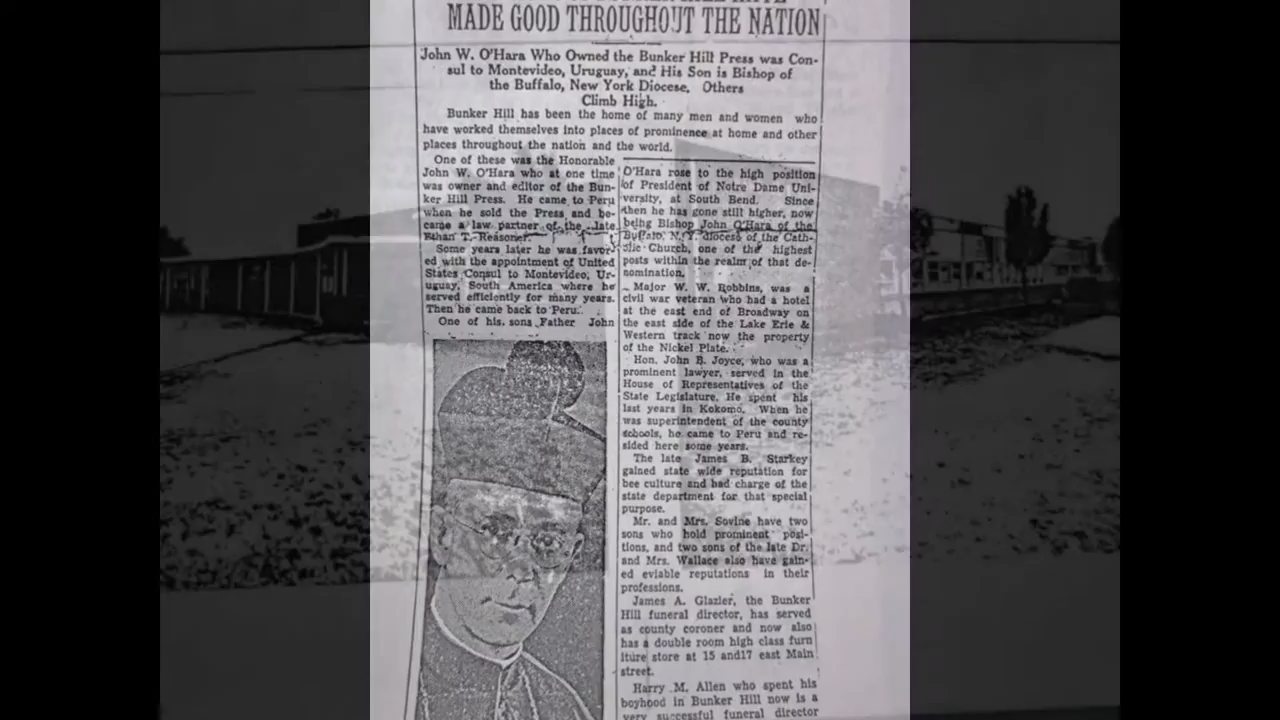 MADE GOOD THROUGHOUT THE NATION
John W. O'Hara Who Owned the Bunker Hill Press was Con-
sul to Montevideo, Uruguay, and His Son is Bishop of
the Buffalo, New York Diocese. Others
Climb High.
Bunker Hill has been the home of many men and women who
have worked themselves into places of prominence at home and other
places throughout the nation and the world.
One of these was the Honorable
John W. O'Hara who at one time
was owner and editor of the Bun-
ker Hill Press. He came to Peru
when he sold the Press and be-
came a law partner of the late
Ethan T. Reasoner.
Some years later he was favor-
ed with the appointment of United
States Consul to Montevideo, Ur-
uguay, South America where he
served efficiently for many years.
Then he came back to Peru.
One of his sons Father John
O'Hara rose to the high position
of President of Notre Dame Uni-
versity, at South Bend. Since
then he has gone still higher, now
being Bishop John O'Hara of the
Buffalo, N. Y. diocese of the Cath-
olic Church, one of the highest
posts within the realm of that de-
nomination.
Major W. W. Robbins, was a
civil war veteran who had a hotel
at the east end of Broadway on
the east side of the Lake Erie &
Western track now the property
of the Nickel Plate.
Hon. John B. Joyce, who was a
prominent lawyer, served in the
House of Representatives of the
State Legislature. He spent his
last years in Kokomo. When he
was superintendent of the county
schools, he came to Peru and re-
sided here some years.
The late James B. Starkey
gained state wide reputation for
bee culture and had charge of the
state department for that special
purpose.
Mr. and Mrs. Sovine have two
sons who hold prominent posi-
tions, and two sons of the late Dr.
and Mrs. Wallace also have gain-
ed eviable reputations in their
professions.
James A. Glazier, the Bunker
Hill funeral director, has served
as county coroner and now also
has a double room high class furn
iture store at 15 and17 east Main
street.
Harry M. Allen who spent his
boyhood in Bunker Hill now is a
very successful funeral director